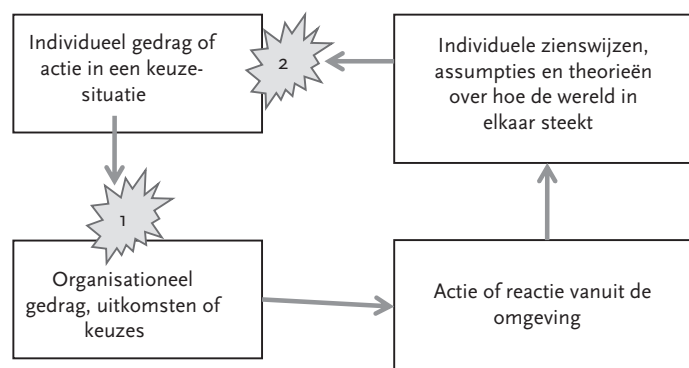 Individueel gedrag of
actie in een keuze-
situatie
2
Individuele zienswijzen,
assumpties en theorieën
over hoe de wereld in
elkaar steekt
1
Organisationeel
gedrag, uitkomsten of
keuzes
Actie of reactie vanuit de
omgeving